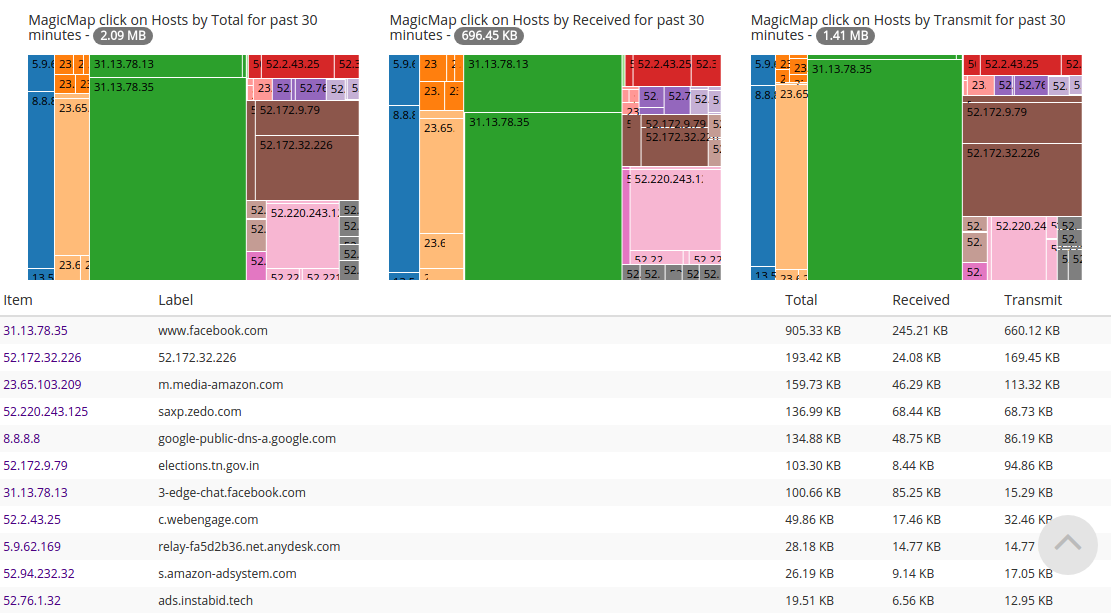 MagicMap click on Hosts by Total for past 30
minutes - 2.09 MB
MagicMap click on Hosts by Received for past 30
minutes - 696.45 KB
MagicMap click on Hosts by Transmit for past 30
minutes - 1.41 MB
31.13.78.13
31.13.78.35
52.2.43.25
52.172.9.79
52.172.32.226
52.220.243.1
31.13.78.13
31.13.78.35
52.2.43.25
52.172.9.79
52.172.32.22
52.220.243.1
31.13.78.35
52.2.43.25
52.172.9.79
52.172.32.226
52.220.24
Item Label Total Received Transmit
31.13.78.35 www.facebook.com 905.33 KB 245.21 KB 660.12 KB
52.172.32.226 52.172.32.226 193.42 KB 24.08 KB 169.45 KB
23.65.103.209 m.media-amazon.com 159.73 KB 46.29 KB 113.32 KB
52.220.243.125 saxp.zedo.com 136.99 KB 68.44 KB 68.73 KB
8.8.8.8 google-public-dns-a.google.com 134.88 KB 48.75 KB 86.19 KB
52.172.9.79 elections.tn.gov.in 103.30 KB 8.44 KB 94.86 KB
31.13.78.13 3-edge-chat.facebook.com 100.66 KB 85.25 KB 15.29 KB
52.2.43.25 c.webengage.com 49.86 KB 17.46 KB 32.46 KB
5.9.62.169 relay-fa5d2b36.net.anydesk.com 28.18 KB 14.77 KB 14.77
52.94.232.32 s.amazon-adsystem.com 26.19 KB 9.14 KB 17.05 KB
52.76.1.32 ads.instabid.tech 19.51 KB 6.56 KB 12.95 KB